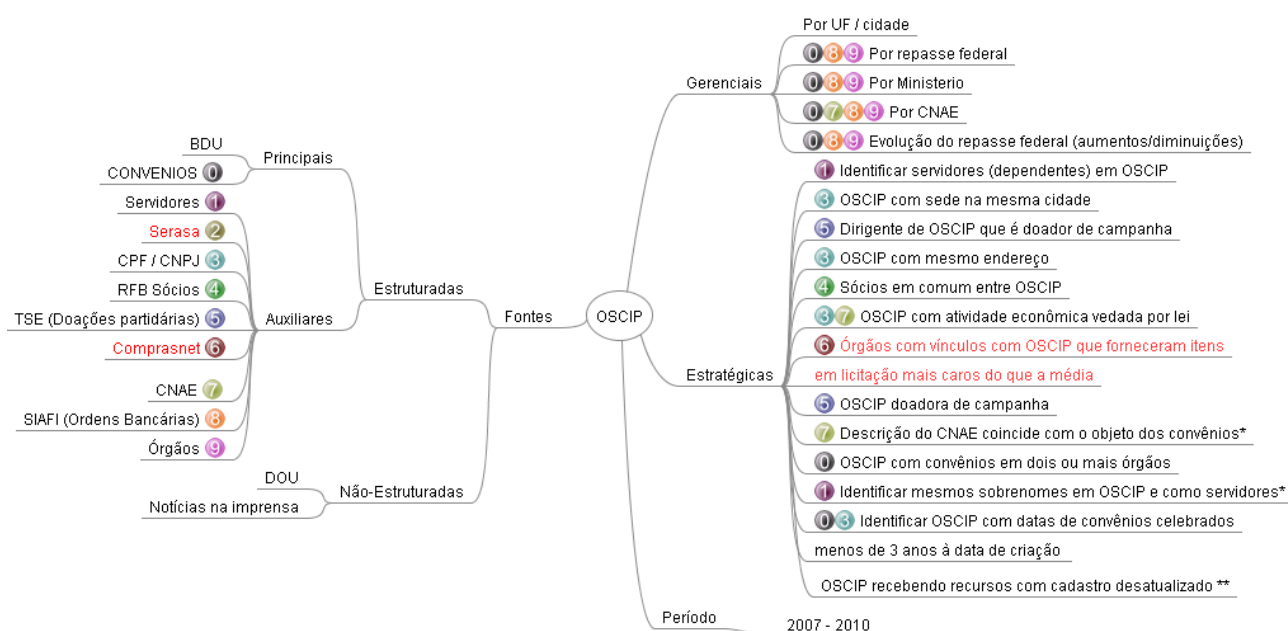 OSCIP
Fontes
Estruturadas
Principais
BDU
CONVENIOS 0
Auxiliares
Servidores 1
Serasa 2
CPF / CNPJ 3
RFB Sócios 4
TSE (Doações partidárias) 5
Comprasnet 6
CNAE 7
SIAFI (Ordens Bancárias) 8
Órgãos 9
Não-Estruturadas
DOU
Notícias na imprensa
Gerenciais
Por UF / cidade
0 8 9 Por repasse federal
0 8 9 Por Ministerio
0 7 8 9 Por CNAE
0 8 9 Evolução do repasse federal (aumentos/diminuições)
Estratégicas
1 Identificar servidores (dependentes) em OSCIP
3 OSCIP com sede na mesma cidade
5 Dirigente de OSCIP que é doador de campanha
3 OSCIP com mesmo endereço
4 Sócios em comum entre OSCIP
3 7 OSCIP com atividade econômica vedada por lei
6 Órgãos com vínculos com OSCIP que forneceram itens
em licitação mais caros do que a média
5 OSCIP doadora de campanha
7 Descrição do CNAE coincide com o objeto dos convênios*
0 OSCIP com convênios em dois ou mais órgãos
1 Identificar mesmos sobrenomes em OSCIP e como servidores*
0 3 Identificar OSCIP com datas de convênios celebrados
menos de 3 anos à data de criação
OSCIP recebendo recursos com cadastro desatualizado **
Período
2007 - 2010